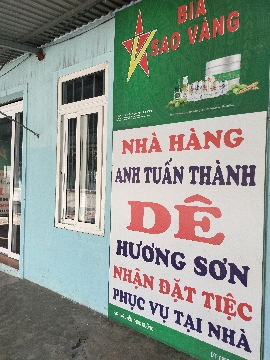 BIA
SAO VÀNG
NHÀ HÀNG
ANH TUẤN THÀNH
DÊ
HƯƠNG SƠN
NHẬN ĐẶT TIỆC
PHỤC VỤ TẠI NHÀ